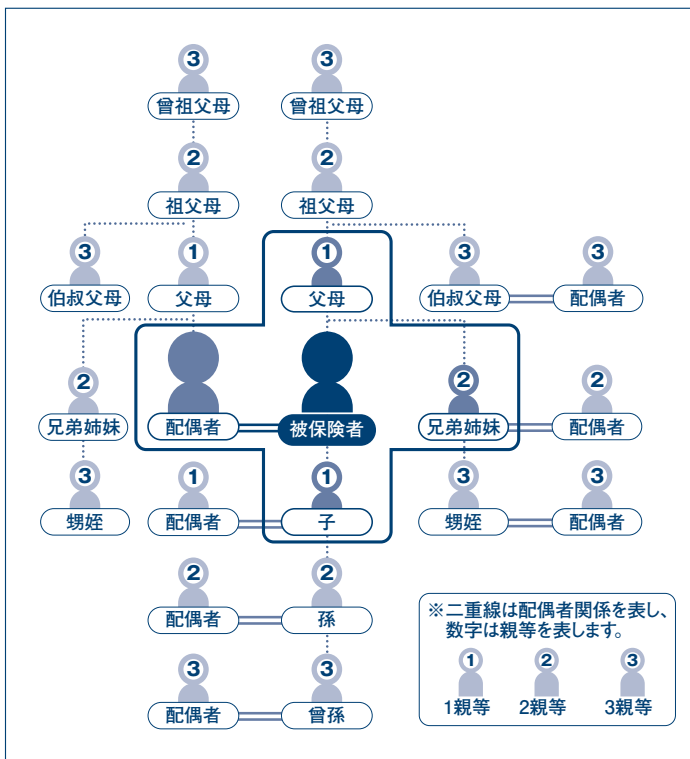 3 3
曾祖父母 曾祖父母
2 2
祖父母 祖父母
3 1 1 3 3
伯叔父母 父母 父母 伯叔父母 配偶者
2 2 2
兄弟姉妹 配偶者 被保険者 兄弟姉妹 配偶者
3 1 1 3 3
甥姪 配偶者 子 甥姪 配偶者
2 2
配偶者 孫
3 3
配偶者 曾孫
※二重線は配偶者関係を表し、
数字は親等を表します。
1 2 3
1親等 2親等 3親等